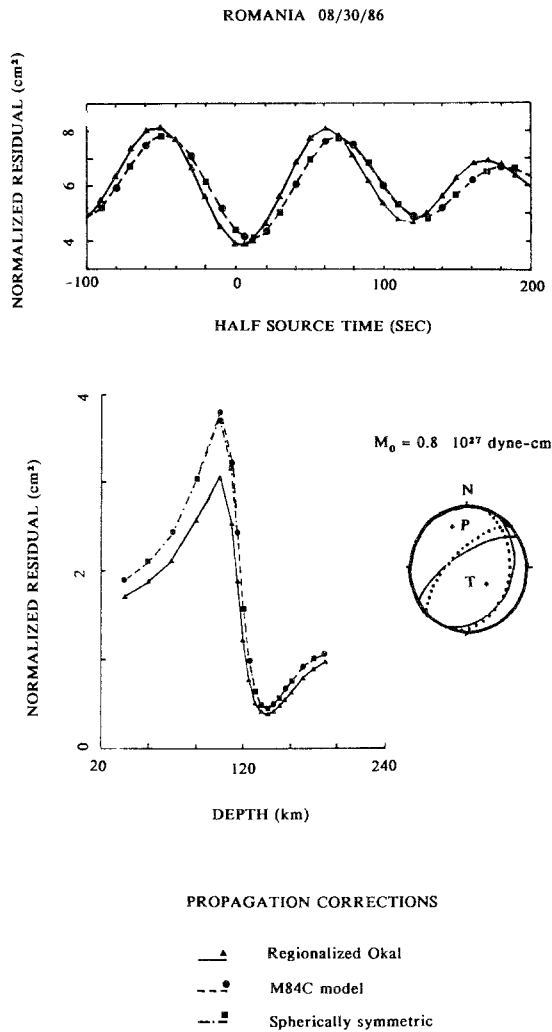 ROMANIA 08/30/86
NORMALIZED RESIDUAL (cm²)
8
6
4
-100 0 100 200
HALF SOURCE TIME (SEC)
NORMALIZED RESIDUAL (cm²)
4
2
0
20 120 240
DEPTH (km)
M₀ = 0.8 10²⁷ dyne-cm
N
P
T
PROPAGATION CORRECTIONS
Regionalized Okal
M84C model
Spherically symmetric